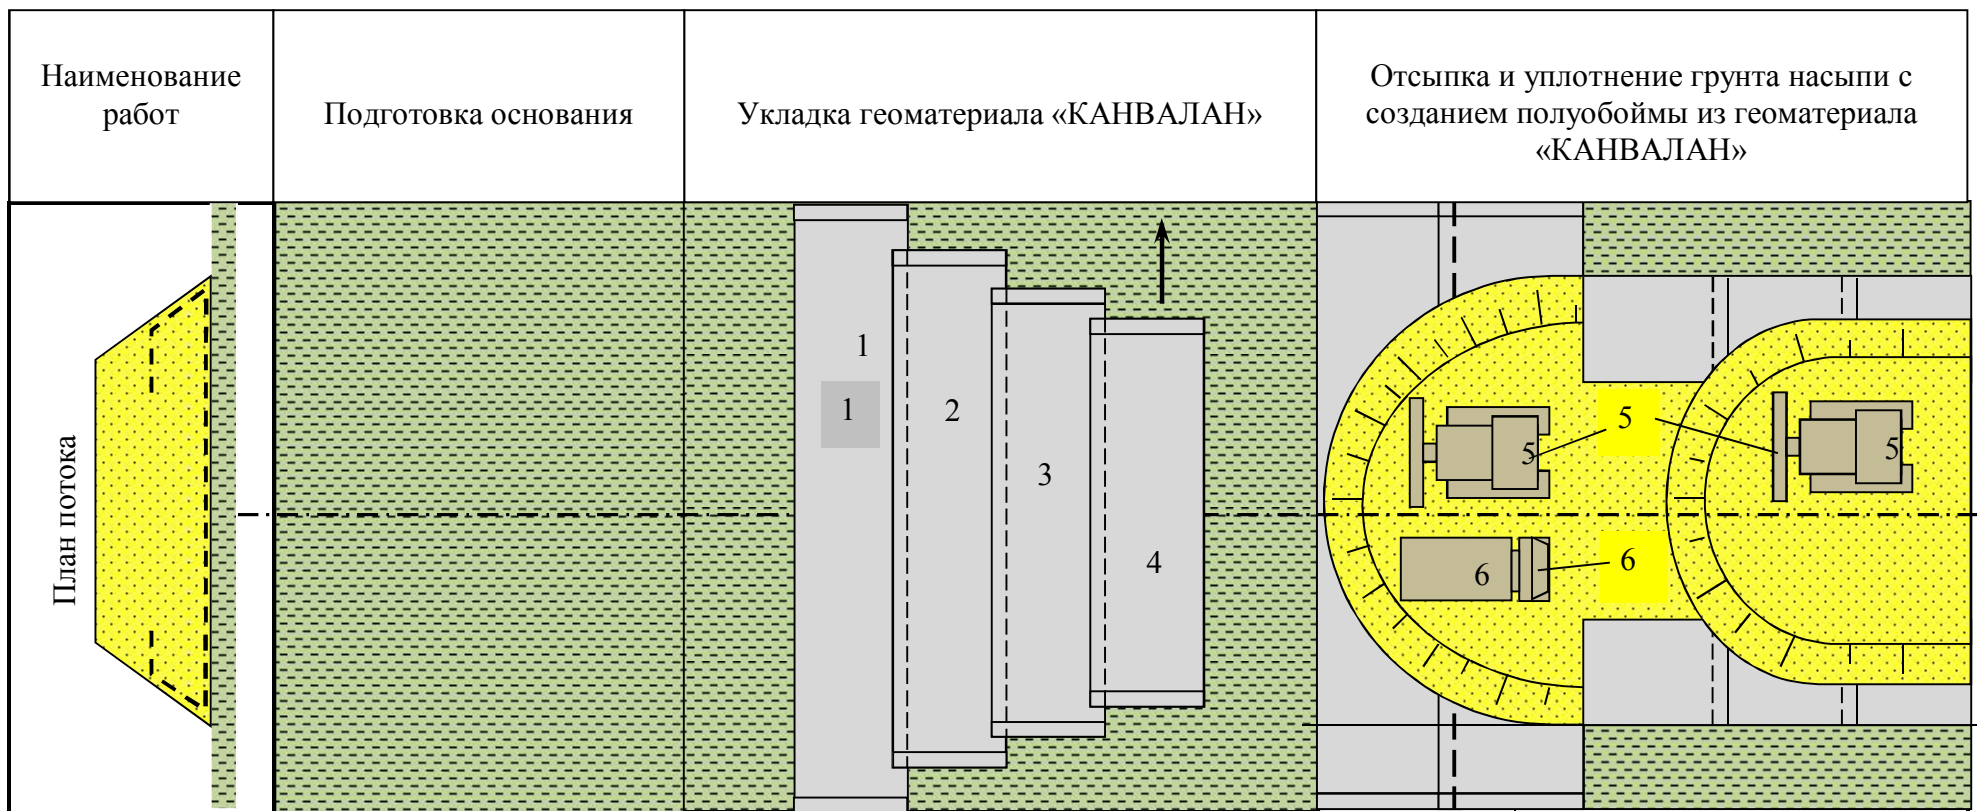 Наименование
работ
Подготовка основания
Укладка геоматериала «КАНВАЛАН»
Отсыпка и уплотнение грунта насыпи с
созданием полуобоймы из геоматериала
«КАНВАЛАН»
План потока
1
1
2
3
4
5
5
5
6
6